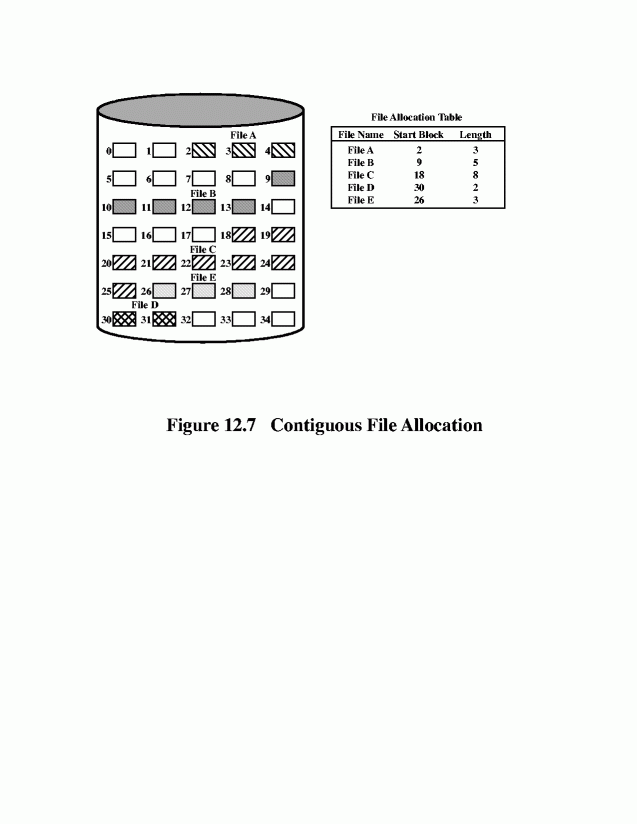 File A
0 1 2 3 4
5 6 7 8 9
File B
10 11 12 13 14
15 16 17 18 19
File C
20 21 22 23 24
File E
25 26 27 28 29
File D
30 31 32 33 34
File Allocation Table
File Name Start Block Length
File A 2 3
File B 9 5
File C 18 8
File D 30 2
File E 26 3
Figure 12.7 Contiguous File Allocation